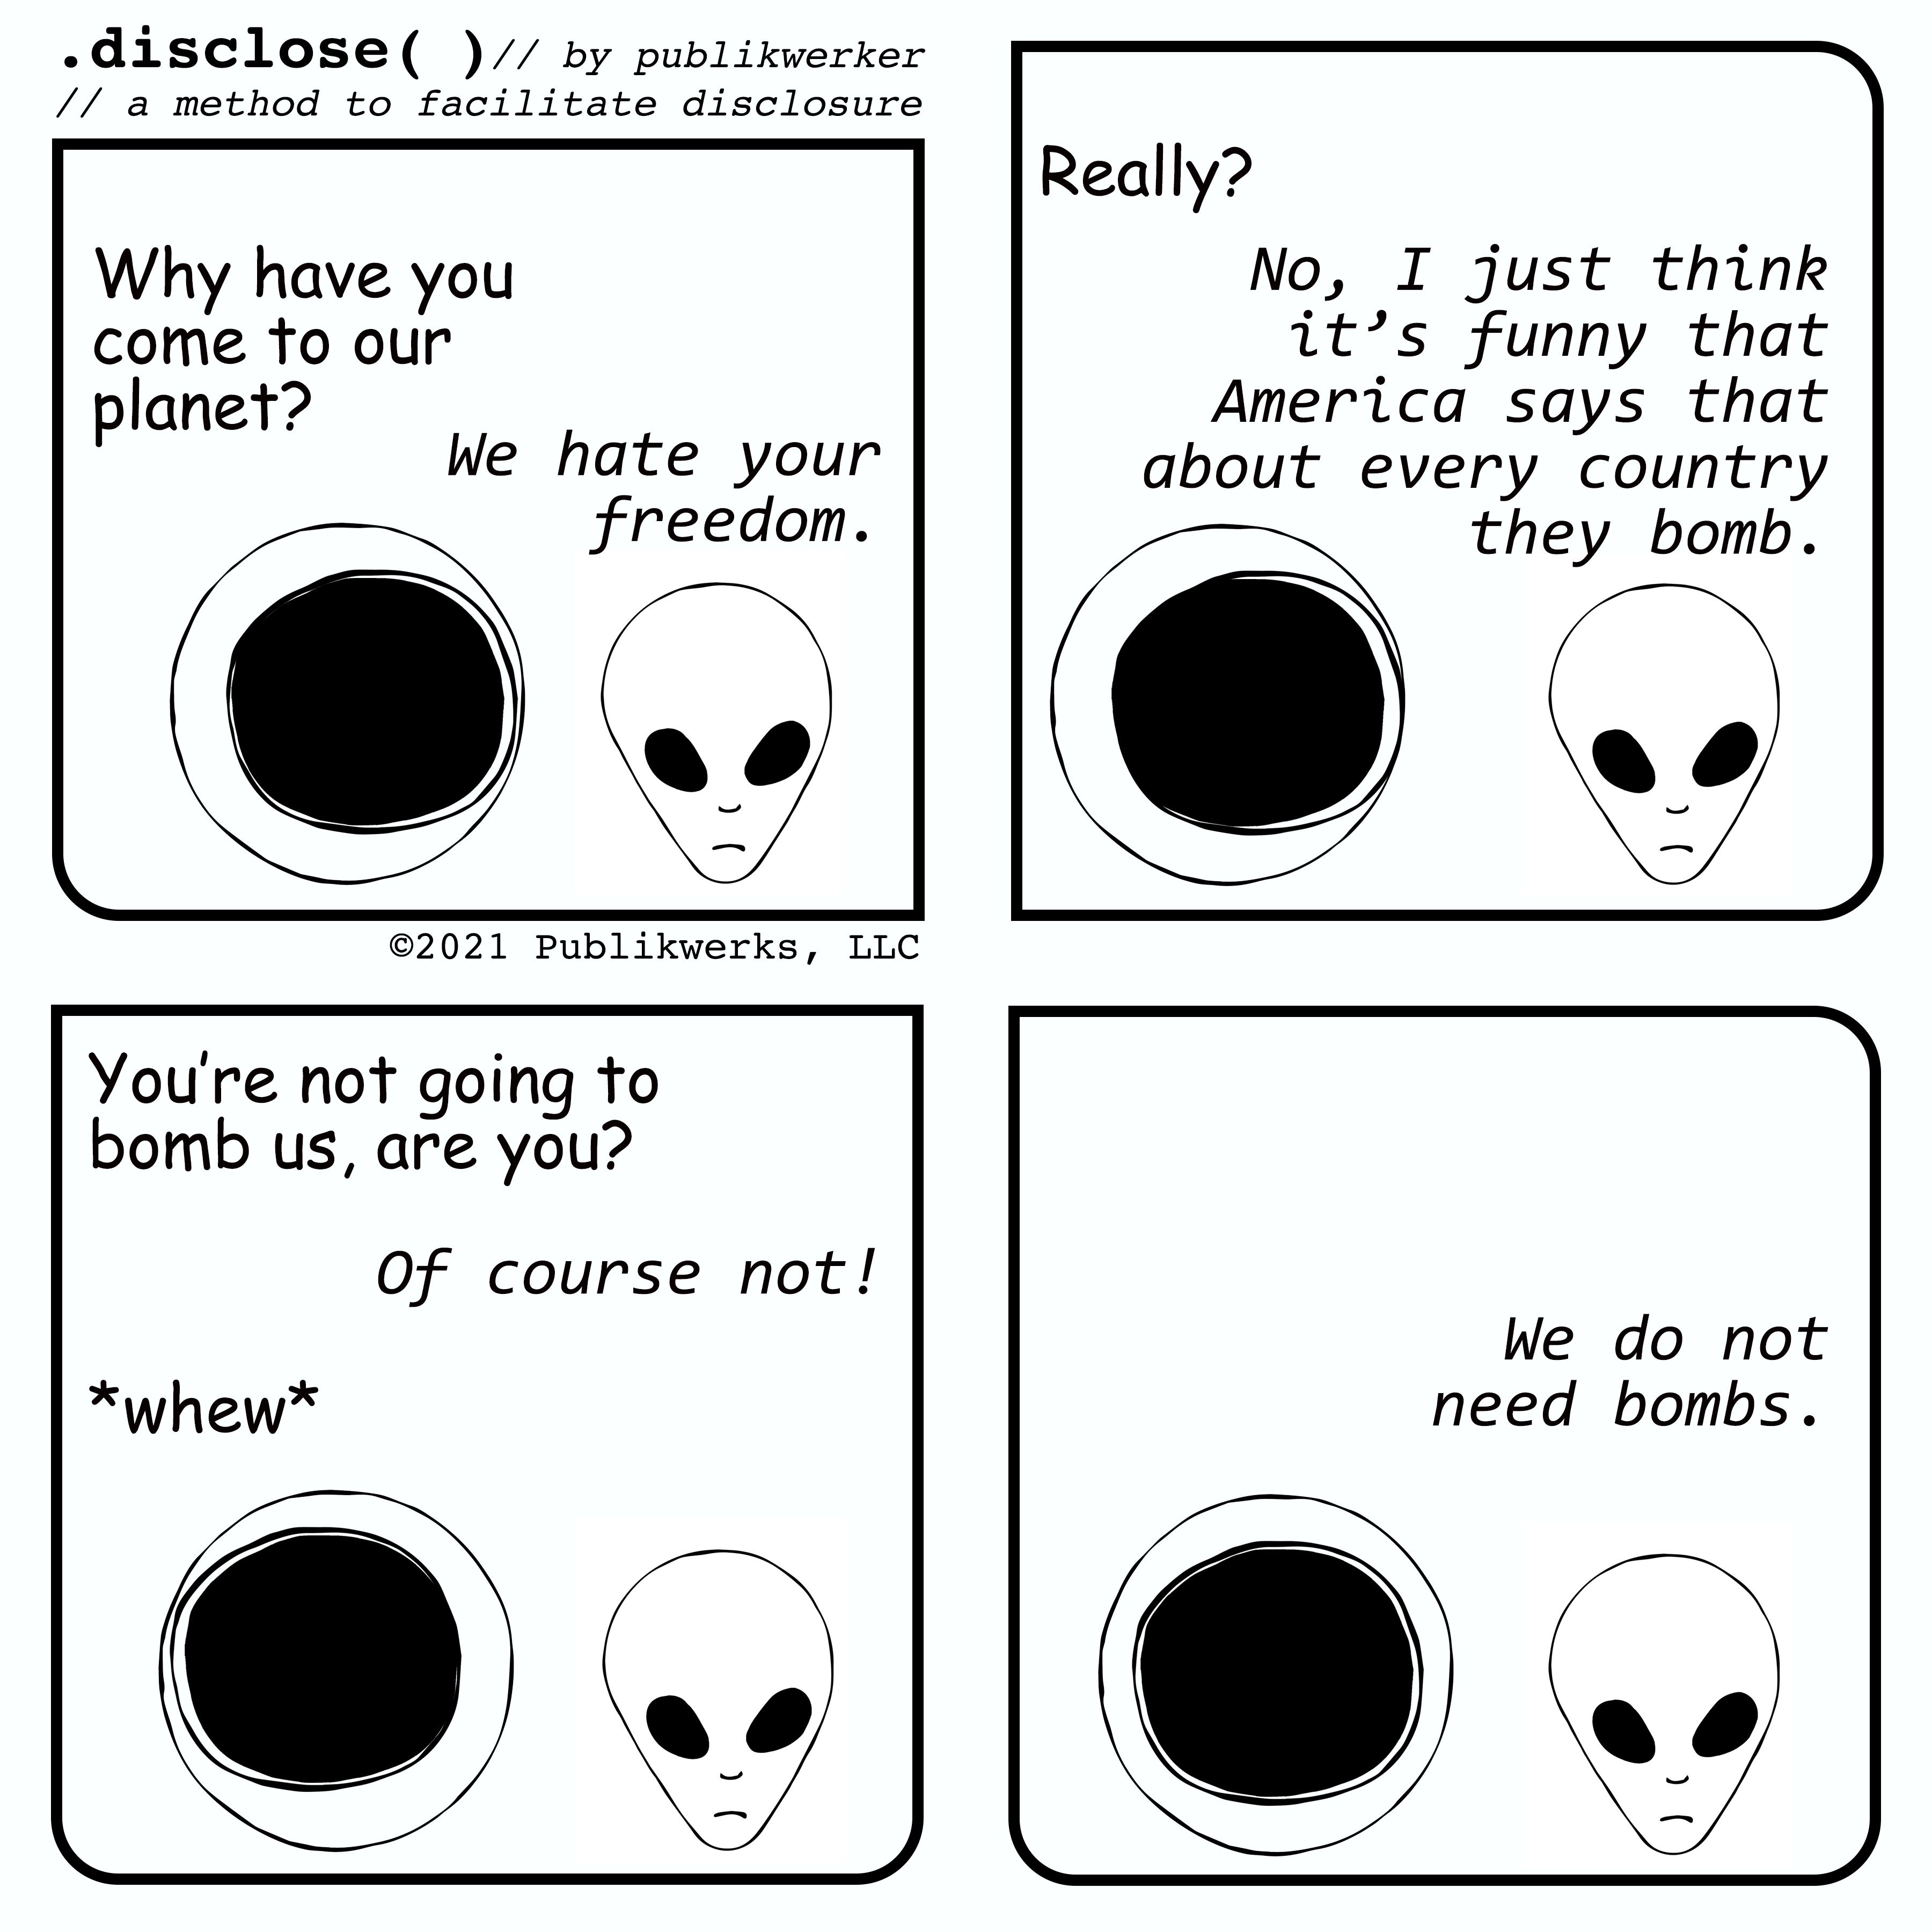 .disclose( )// by publikwerker
// a method to facilitate disclosure
Why have you
come to our
planet?
We hate your
freedom.
Really?
No, I just think
it’s funny that
America says that
about every country
they bomb.
©2021 Publikwerks, LLC
You're not going to
bomb us, are you?
Of course not!
*whew*
We do not
need bombs.